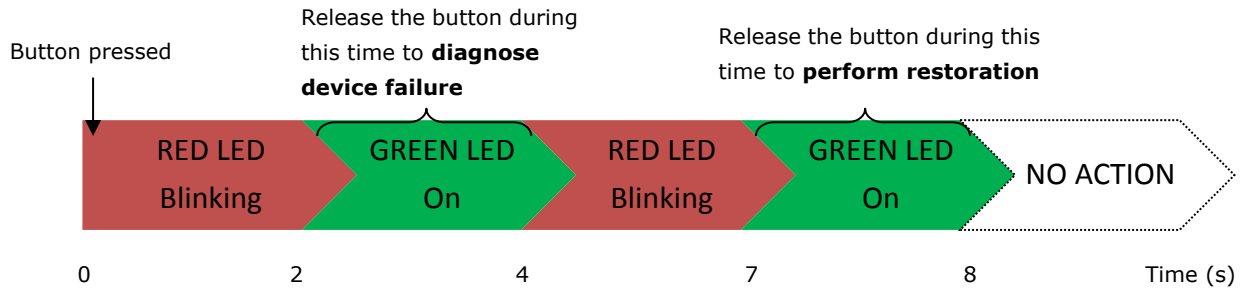 Button pressed
Release the button during
this time to diagnose
device failure
Release the button during this
time to perform restoration
RED LED
Blinking
GREEN LED
On
RED LED
Blinking
GREEN LED
On
NO ACTION
0 2 4 7 8 Time (s)